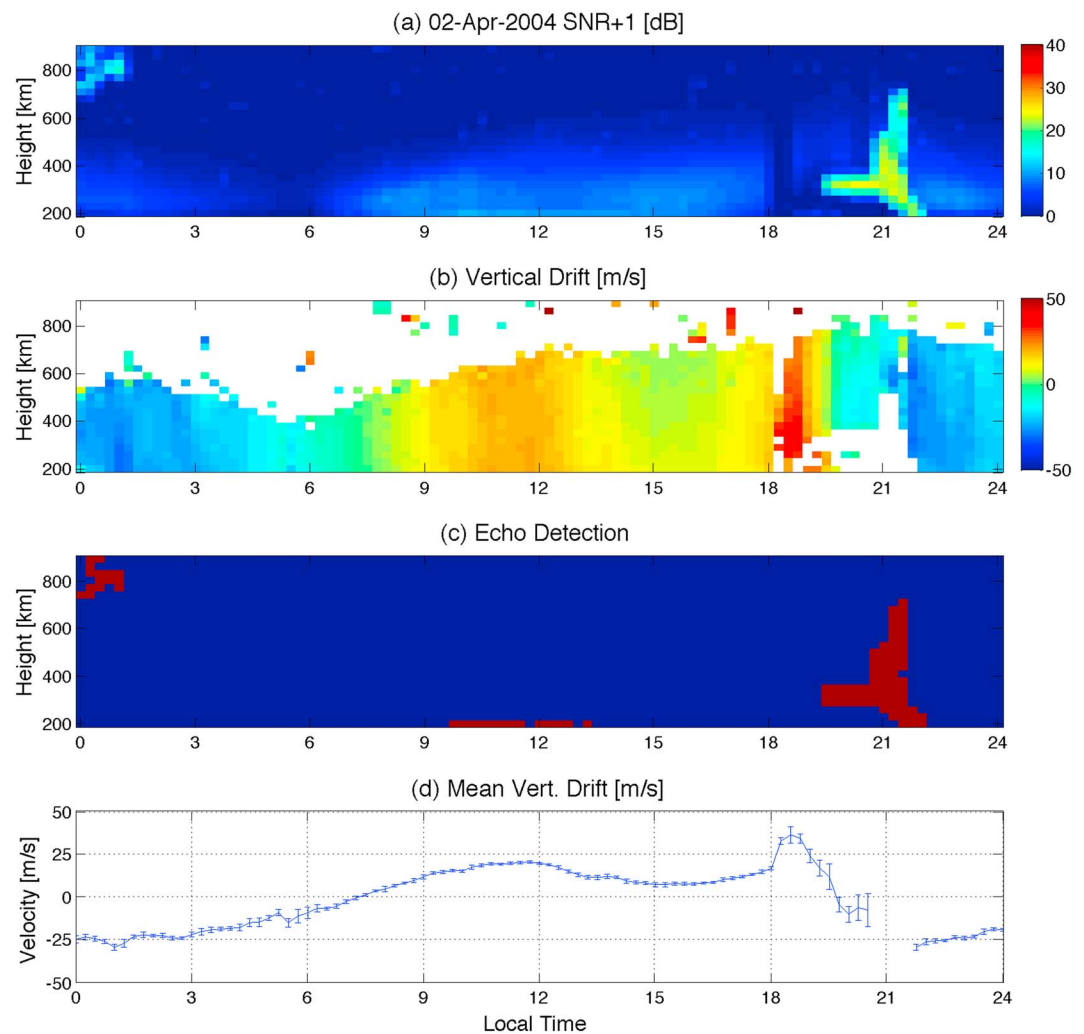 (a) 02-Apr-2004 SNR+1 [dB]
Height [km]
800
600
400
200
0 3 6 9 12 15 18 21 24
40
30
20
10
0
(b) Vertical Drift [m/s]
Height [km]
800
600
400
200
0 3 6 9 12 15 18 21 24
50
0
-50
(c) Echo Detection
Height [km]
800
600
400
200
0 3 6 9 12 15 18 21 24
(d) Mean Vert. Drift [m/s]
Velocity [m/s]
50
25
0
-25
-50
0 3 6 9 12 15 18 21 24
Local Time